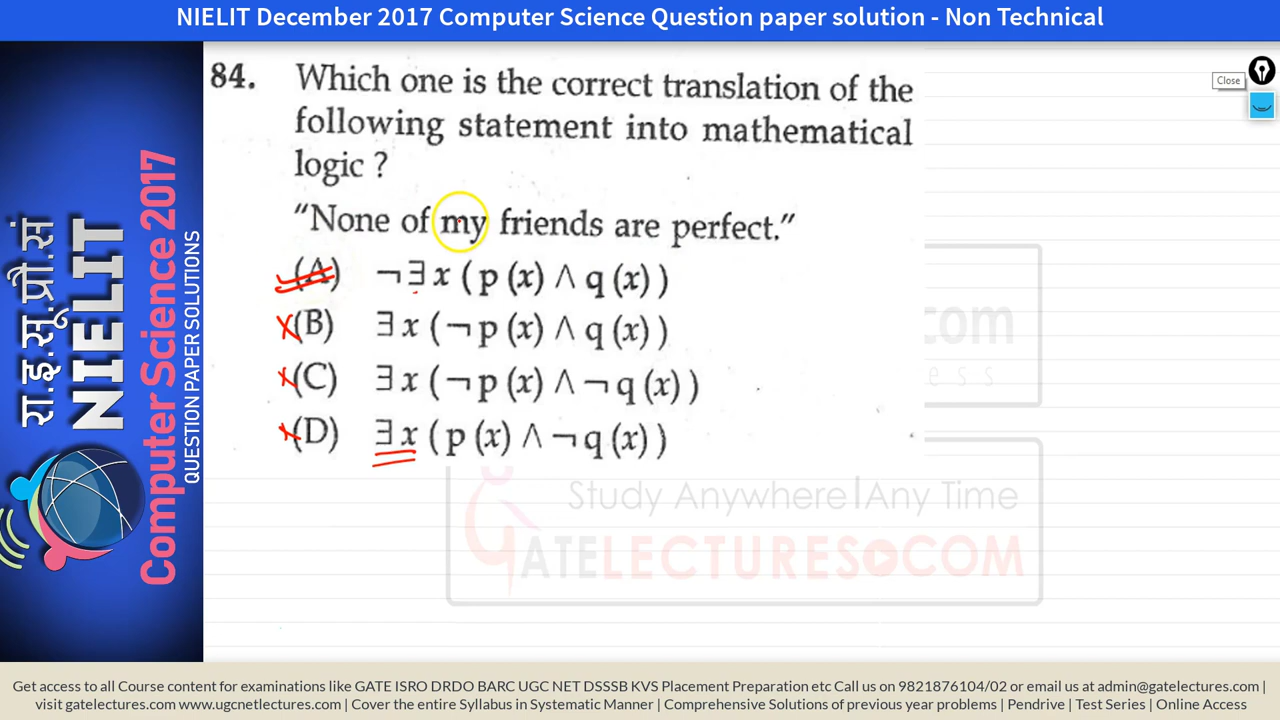 NIELIT December 2017 Computer Science Question paper solution - Non Technical
Close
84. Which one is the correct translation of the
following statement into mathematical
logic ?
"None of my friends are perfect."
(A) ¬∃x (p (x) ∧ q (x))
(B) ∃x (¬p (x) ∧ q (x))
(C) ∃x (¬p (x) ∧ ¬q (x))
(D) ∃x (p (x) ∧ ¬q (x))
रा.इ.सू.प्रौ.सं
NIELIT
Computer Science 2017
QUESTION PAPER SOLUTIONS
om
e s s
Study Anywhere|Any Time
GATELECTURES.COM
Get access to all Course content for examinations like GATE ISRO DRDO BARC UGC NET DSSSB KVS Placement Preparation etc Call us on 9821876104/02 or email us at admin@gatelectures.com |
visit gatelectures.com www.ugcnetlectures.com | Cover the entire Syllabus in Systematic Manner | Comprehensive Solutions of previous year problems | Pendrive | Test Series | Online Access